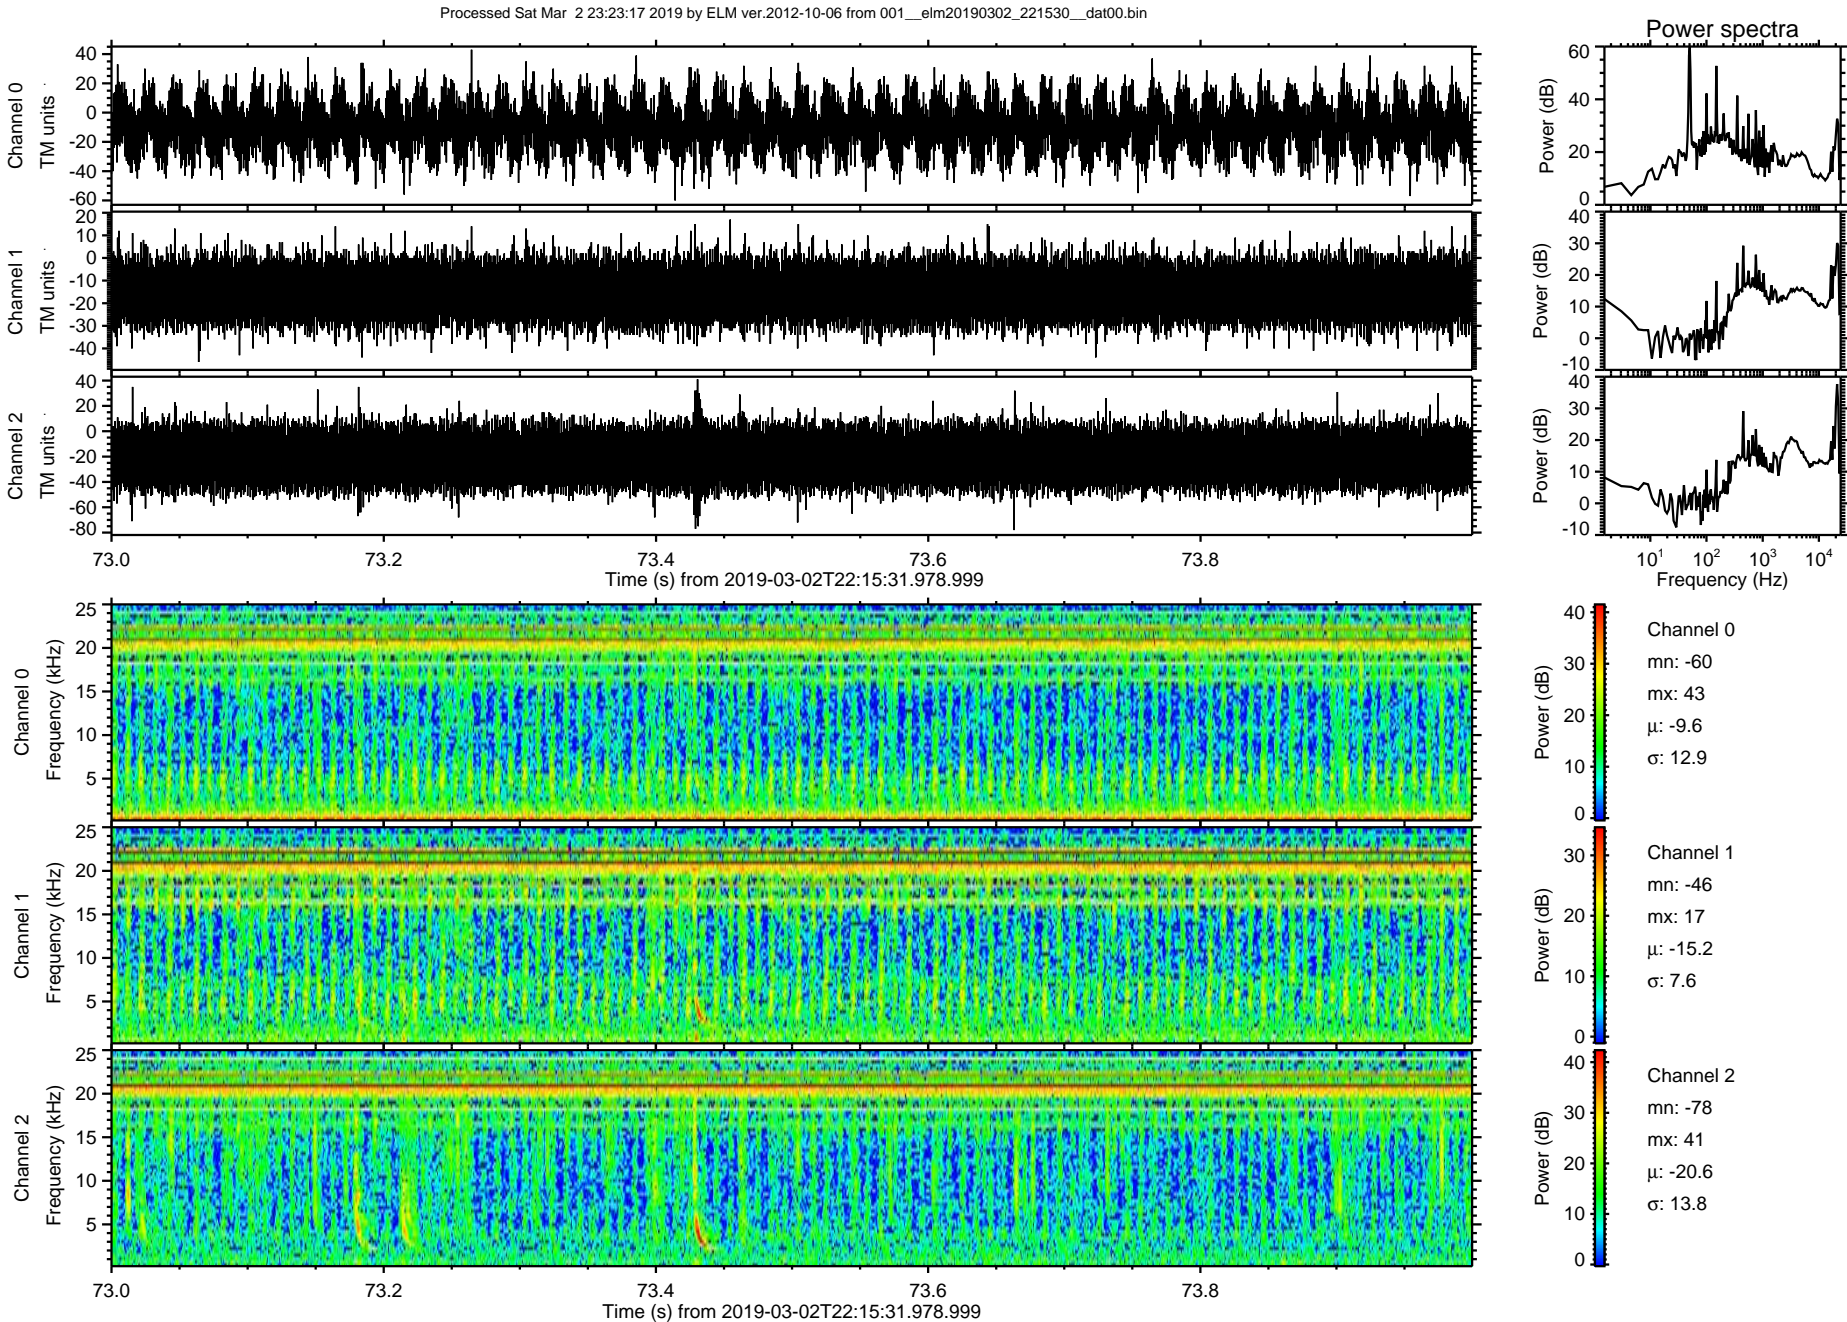 Processed Sat Mar 2 23:23:17 2019 by ELM ver.2012-10-06 from 001__elm20190302_221530__dat00.bin
Power spectra
Channel 0
TM units
40
20
0
-20
-40
-60
Power (dB)
60
40
20
0
Channel 1
TM units
20
10
0
-10
-20
-30
-40
Power (dB)
40
30
20
10
0
-10
Channel 2
TM units
40
20
0
-20
-40
-60
-80
Power (dB)
40
30
20
10
0
-10
73.0 73.2 73.4 73.6 73.8
Time (s) from 2019-03-02T22:15:31.978.999
10^1 10^2 10^3 10^4
Frequency (Hz)
Channel 0
Frequency (kHz)
25
20
15
10
5
Power (dB)
40
30
20
10
0
Channel 0
mn: -60
mx: 43
μ: -9.6
σ: 12.9
Channel 1
Frequency (kHz)
25
20
15
10
5
Power (dB)
30
20
10
0
Channel 1
mn: -46
mx: 17
μ: -15.2
σ: 7.6
Channel 2
Frequency (kHz)
25
20
15
10
5
Power (dB)
40
30
20
10
0
Channel 2
mn: -78
mx: 41
μ: -20.6
σ: 13.8
73.0 73.2 73.4 73.6 73.8
Time (s) from 2019-03-02T22:15:31.978.999